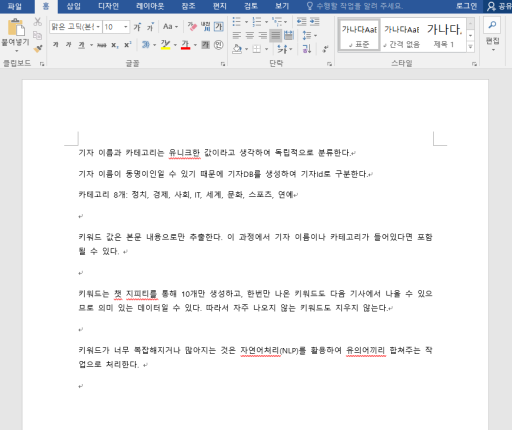 파일 홈 삽입 디자인 레이아웃 참조 편지 검토 보기 수행할 작업을 알려 주세요. 로그인 공유
붙여넣기
맑은 고딕(본 10
가나다AaB 가나다AaB 가나다,
표준 간격 없음 제목 1
편집
클립보드 글꼴 단락 스타일
기자 이름과 카테고리는 유니크한 값이라고 생각하여 독립적으로 분류한다.
기자 이름이 동명이인일 수 있기 때문에 기자DB를 생성하여 기자Id로 구분한다.
카테고리 8개: 정치, 경제, 사회, IT, 세계, 문화, 스포츠, 연예
키워드 값은 본문 내용으로만 추출한다. 이 과정에서 기자 이름이나 카테고리가 들어있다면 포함
될 수 있다.
키워드는 챗 지피티를 통해 10개만 생성하고, 한번만 나온 키워드도 다음 기사에서 나올 수 있으
므로 의미 있는 데이터일 수 있다. 따라서 자주 나오지 않는 키워드도 지우지 않는다.
키워드가 너무 복잡해지거나 많아지는 것은 자연어처리(NLP)를 활용하여 유의어끼리 합쳐주는 작
업으로 처리한다.